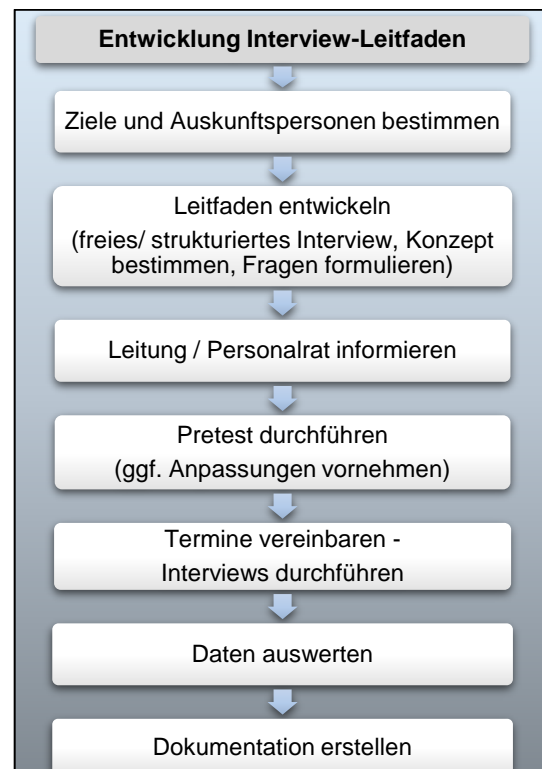 Entwicklung Interview-Leitfaden
Ziele und Auskunftspersonen bestimmen
Leitfaden entwickeln
(freies/ strukturiertes Interview, Konzept
bestimmen, Fragen formulieren)
Leitung / Personalrat informieren
Pretest durchführen
(ggf. Anpassungen vornehmen)
Termine vereinbaren -
Interviews durchführen
Daten auswerten
Dokumentation erstellen